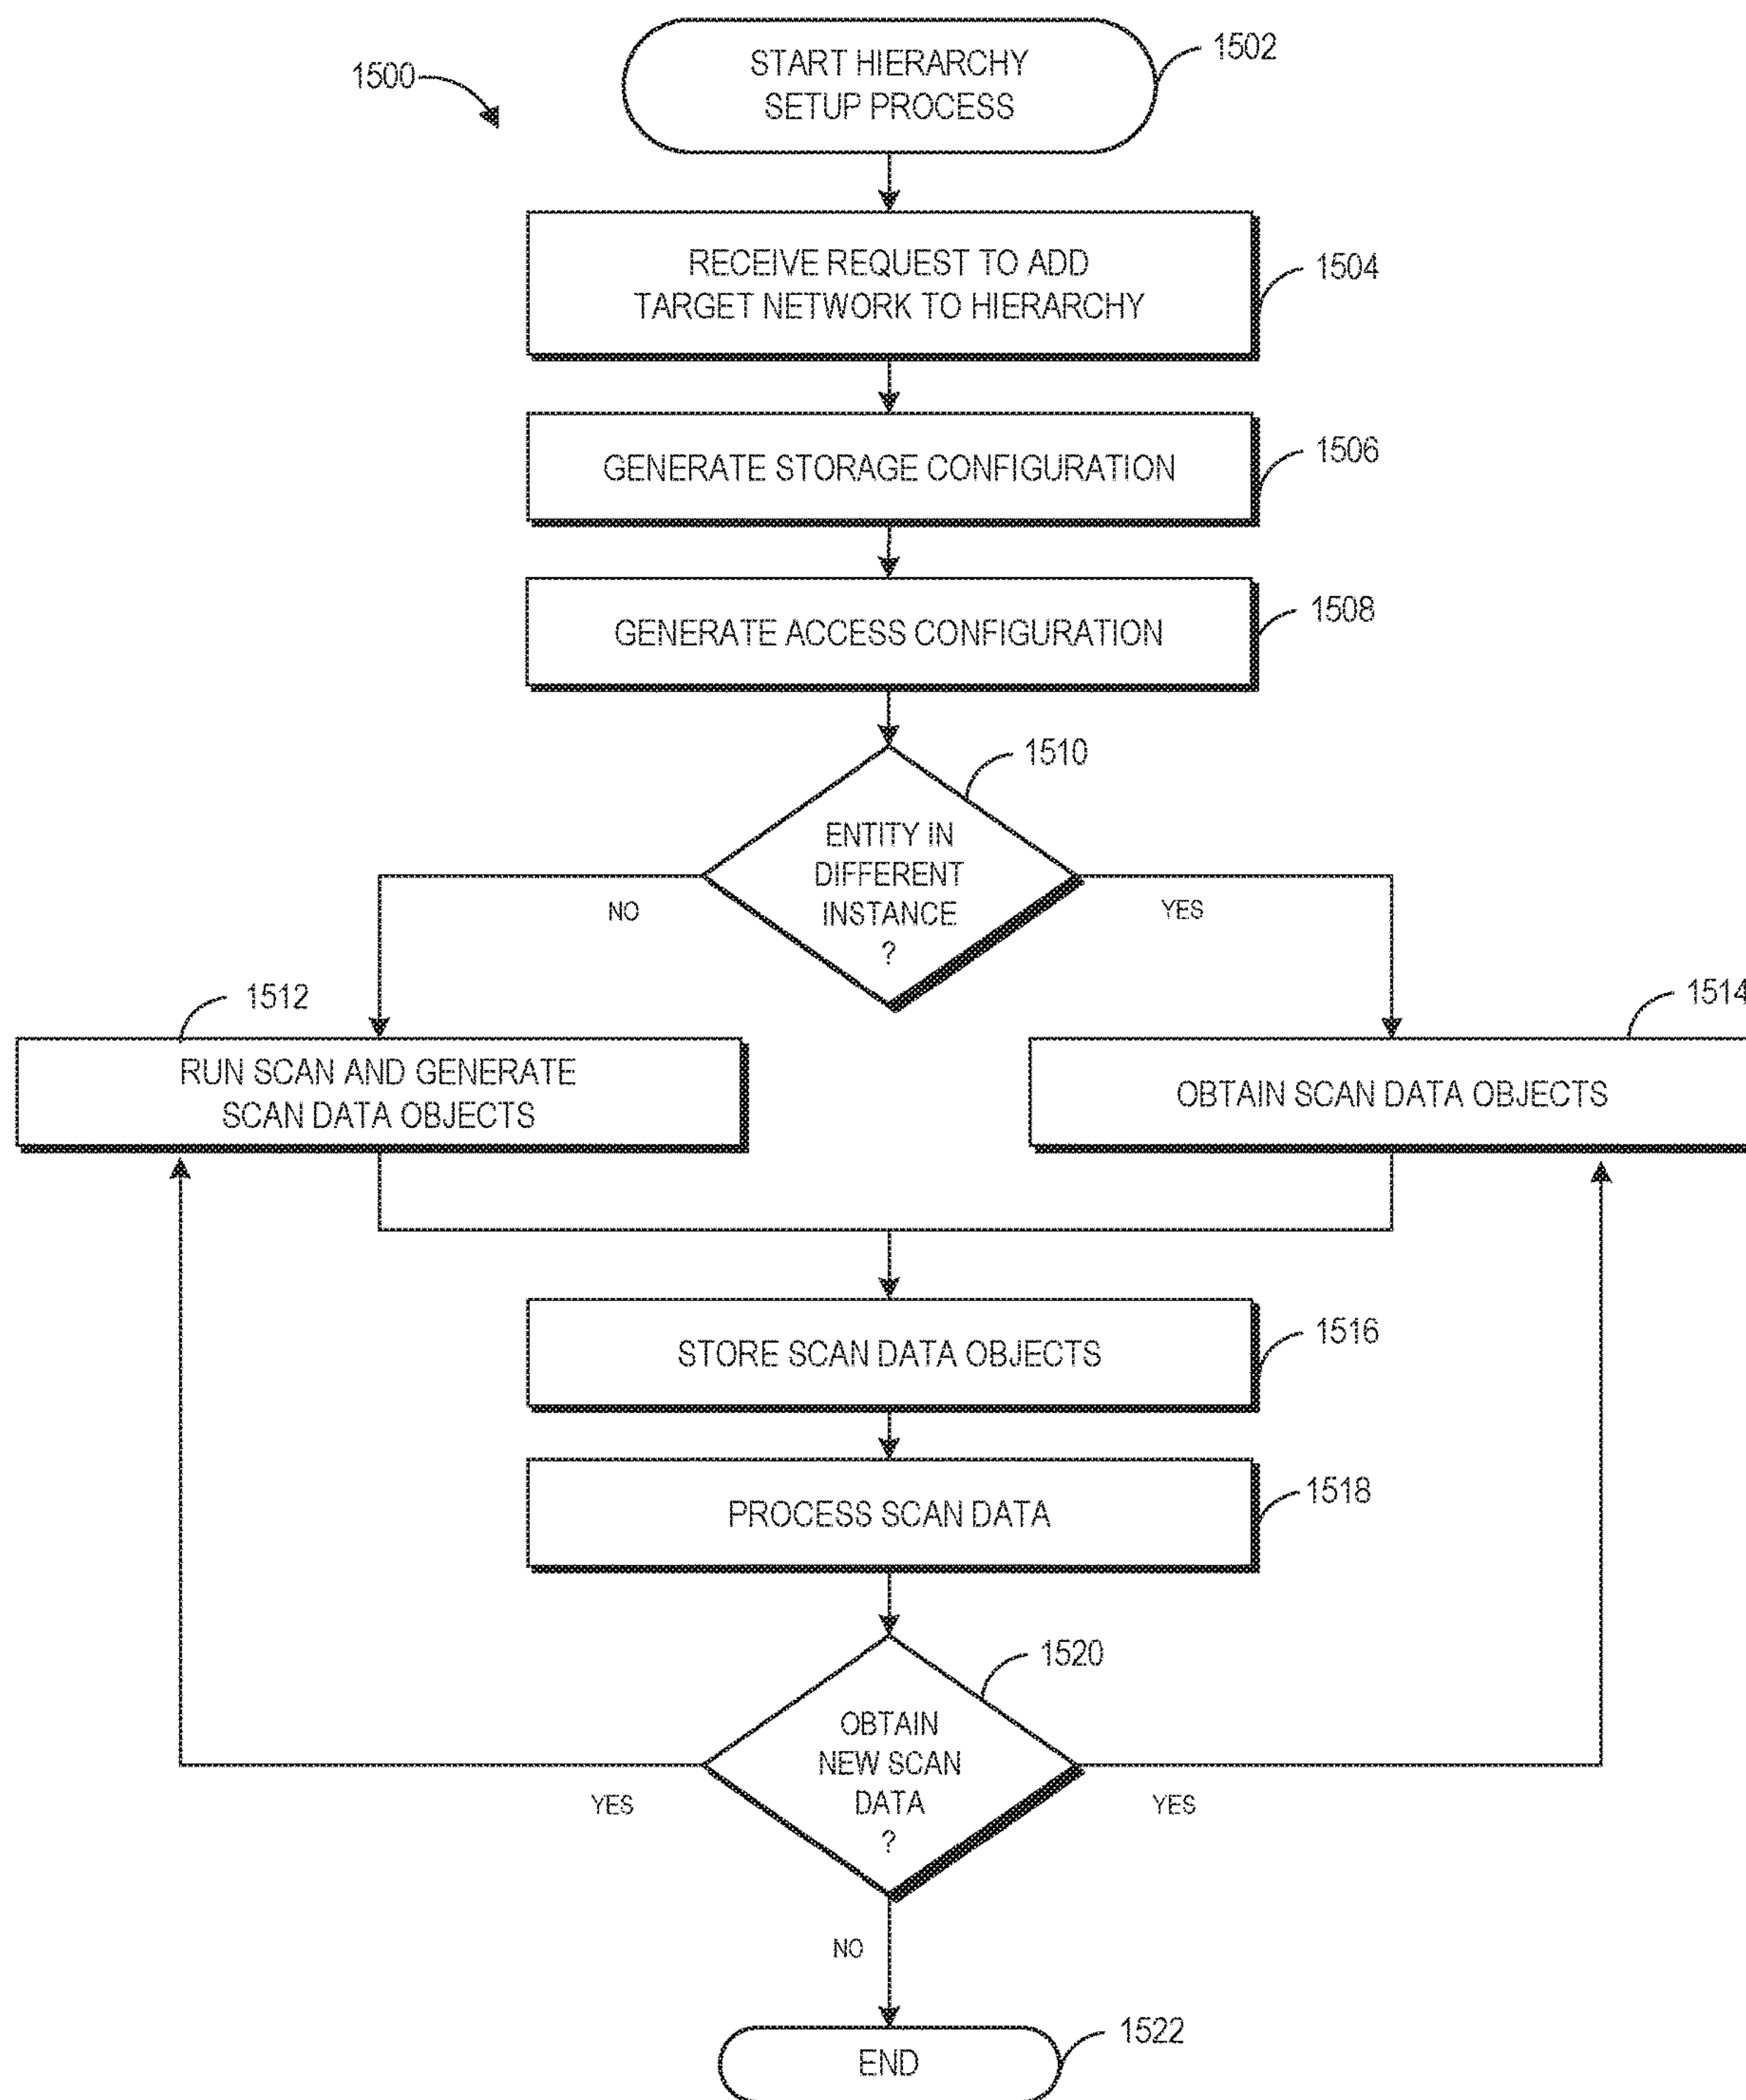 1500
START HIERARCHY
SETUP PROCESS
1502
RECEIVE REQUEST TO ADD
TARGET NETWORK TO HIERARCHY
1504
GENERATE STORAGE CONFIGURATION
1506
GENERATE ACCESS CONFIGURATION
1508
1510
ENTITY IN
DIFFERENT
INSTANCE
?
NO
YES
1512
RUN SCAN AND GENERATE
SCAN DATA OBJECTS
1514
OBTAIN SCAN DATA OBJECTS
STORE SCAN DATA OBJECTS
1516
PROCESS SCAN DATA
1518
1520
OBTAIN
NEW SCAN
DATA
?
YES
YES
NO
END
1522